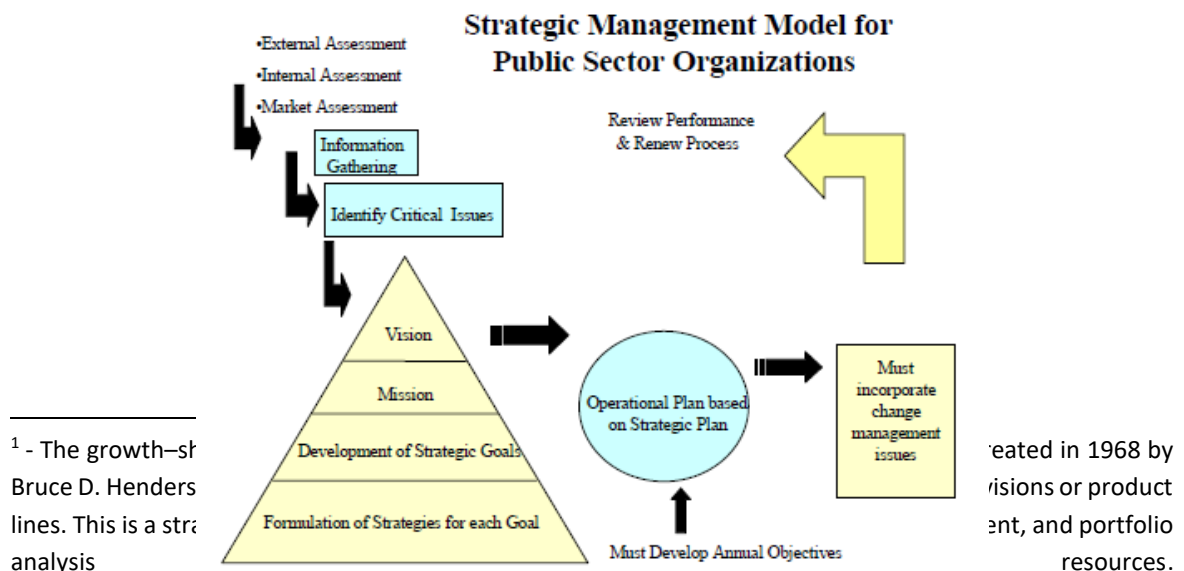 Strategic Management Model for
Public Sector Organizations
•External Assessment
•Internal Assessment
•Market Assessment
Information
Gathering
Identify Critical Issues
Review Performance
& Renew Process
Vision
Mission
Development of Strategic Goals
Formulation of Strategies for each Goal
Operational Plan based
on Strategic Plan
Must Develop Annual Objectives
Must
incorporate
change
management
issues
1 - The growth–sh reated in 1968 by
Bruce D. Henders visions or product
lines. This is a stra ent, and portfolio
analysis resources.